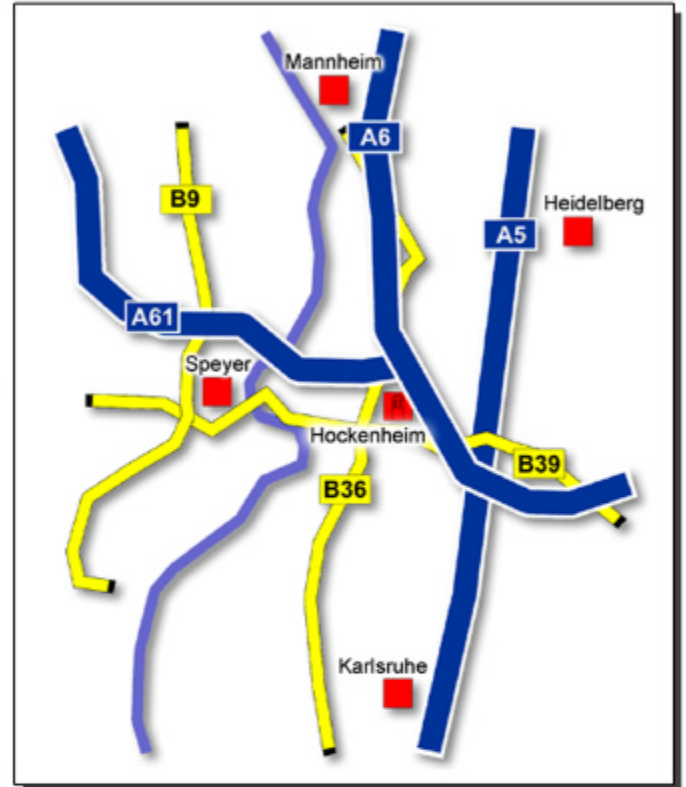 Mannheim
A6
B9
Heidelberg
A5
A61
Speyer
Hockenheim
B39
B36
Karlsruhe